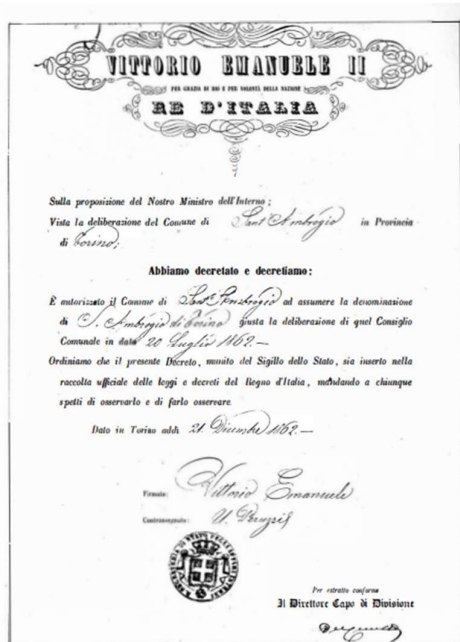 VITTORIO EMANUELE II
PER GRAZIA DI DIO E PER VOLONTÀ DELLA NAZIONE
RE D'ITALIA
Sulla proposizione del Nostro Ministro dell'Interno;
Vista la deliberazione del Comune di Sant'Ambrogio in Provincia
di Torino;
Abbiamo decretato e decretiamo:
È autorizzato il Comune di Sant'Ambrogio ad assumere la denominazione
di S. Ambrogio di Torino giusta la deliberazione di quel Consiglio
Comunale in data 20 Luglio 1862.—
Ordiniamo che il presente Decreto, munito del Sigillo dello Stato, sia inserto nella
raccolta ufficiale delle leggi e decreti del Regno d'Italia, mandando a chiunque
spetti di osservarlo e di farlo osservare.
Dato in Torino addì 21 Dicembre 1862.—
Firmato: Vittorio Emanuele
Contrassegnato: U. Peruzzi
Per estratto conforme
Il Direttore Capo di Divisione